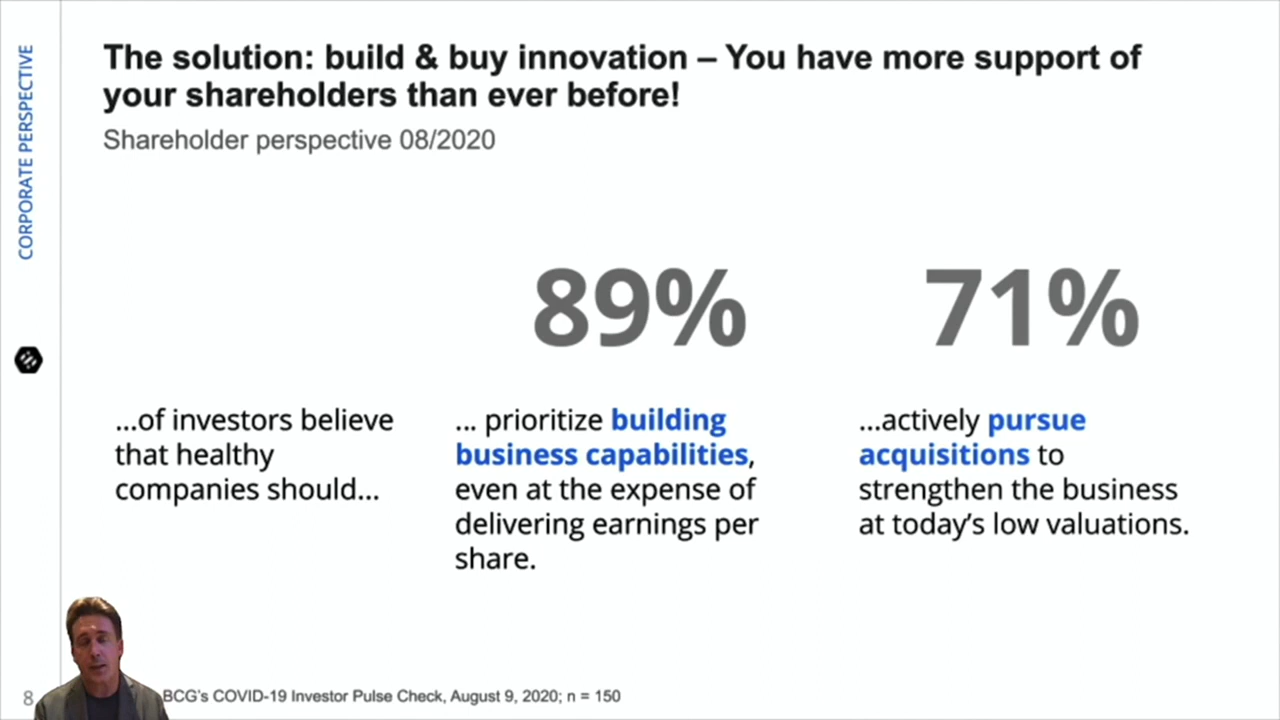 CORPORATE PERSPECTIVE
The solution: build & buy innovation – You have more support of
your shareholders than ever before!
Shareholder perspective 08/2020
89%
71%
...of investors believe
that healthy
companies should...
... prioritize building
business capabilities,
even at the expense of
delivering earnings per
share.
...actively pursue
acquisitions to
strengthen the business
at today's low valuations.
8
BCG's COVID-19 Investor Pulse Check, August 9, 2020; n = 150